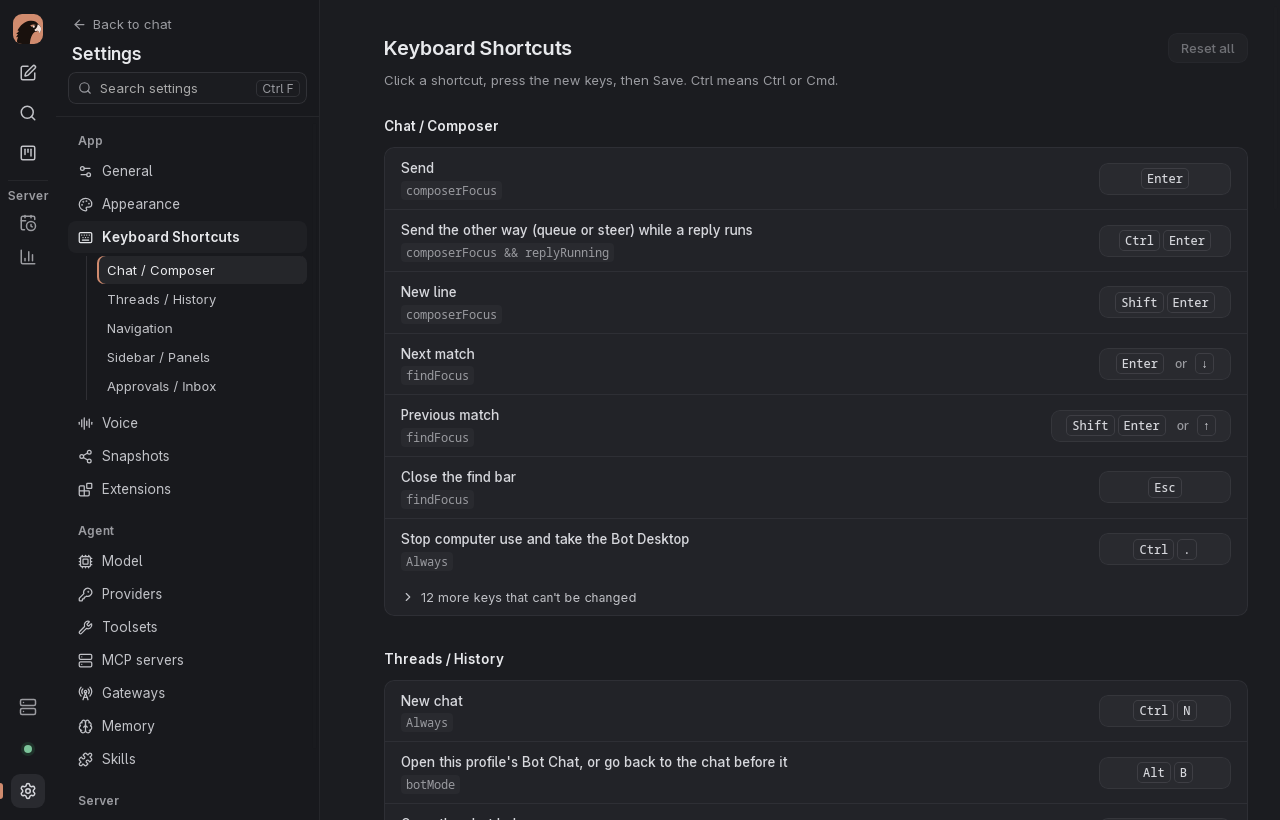 Back to chat
Settings
Search settings Ctrl F
App
General
Appearance
Keyboard Shortcuts
Chat / Composer
Threads / History
Navigation
Sidebar / Panels
Approvals / Inbox
Voice
Snapshots
Extensions
Agent
Model
Providers
Toolsets
MCP servers
Gateways
Memory
Skills
Server
Server
Keyboard Shortcuts
Reset all
Click a shortcut, press the new keys, then Save. Ctrl means Ctrl or Cmd.
Chat / Composer
Send
composerFocus
Enter
Send the other way (queue or steer) while a reply runs
composerFocus && replyRunning
Ctrl Enter
New line
composerFocus
Shift Enter
Next match
findFocus
Enter or ↓
Previous match
findFocus
Shift Enter or ↑
Close the find bar
findFocus
Esc
Stop computer use and take the Bot Desktop
Always
Ctrl .
12 more keys that can't be changed
Threads / History
New chat
Always
Ctrl N
Open this profile's Bot Chat, or go back to the chat before it
botMode
Alt B